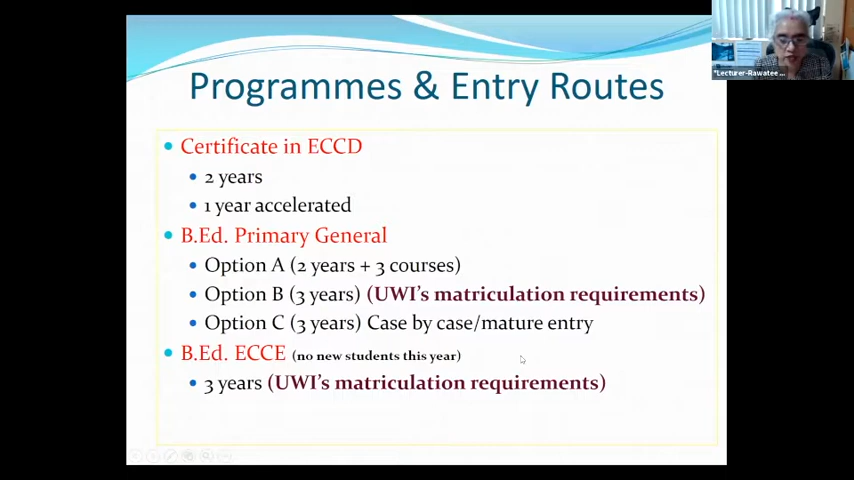 *Lecturer-Rawatee ...
Programmes & Entry Routes
Certificate in ECCD
2 years
1 year accelerated
B.Ed. Primary General
Option A (2 years + 3 courses)
Option B (3 years) (UWI's matriculation requirements)
Option C (3 years) Case by case/mature entry
B.Ed. ECCE (no new students this year)
3 years (UWI's matriculation requirements)